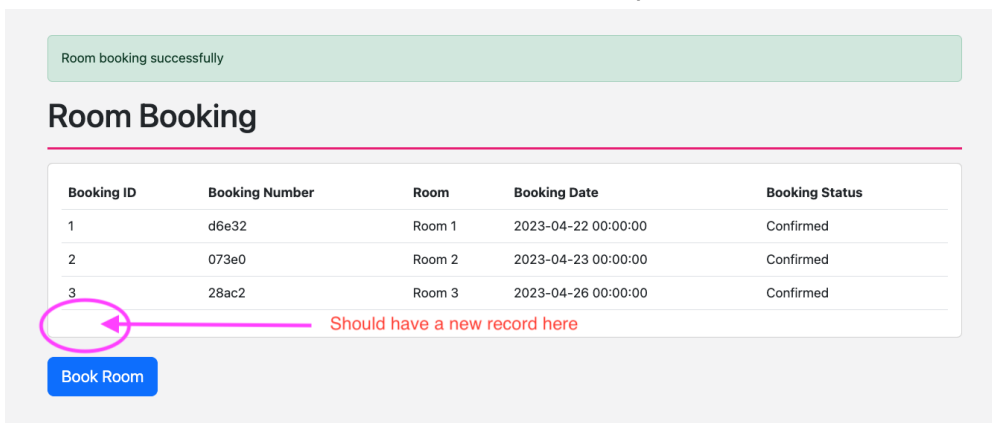 Room booking successfully
Room Booking
Booking ID Booking Number Room Booking Date Booking Status
1 d6e32 Room 1 2023-04-22 00:00:00 Confirmed
2 073e0 Room 2 2023-04-23 00:00:00 Confirmed
3 28ac2 Room 3 2023-04-26 00:00:00 Confirmed
Should have a new record here
Book Room